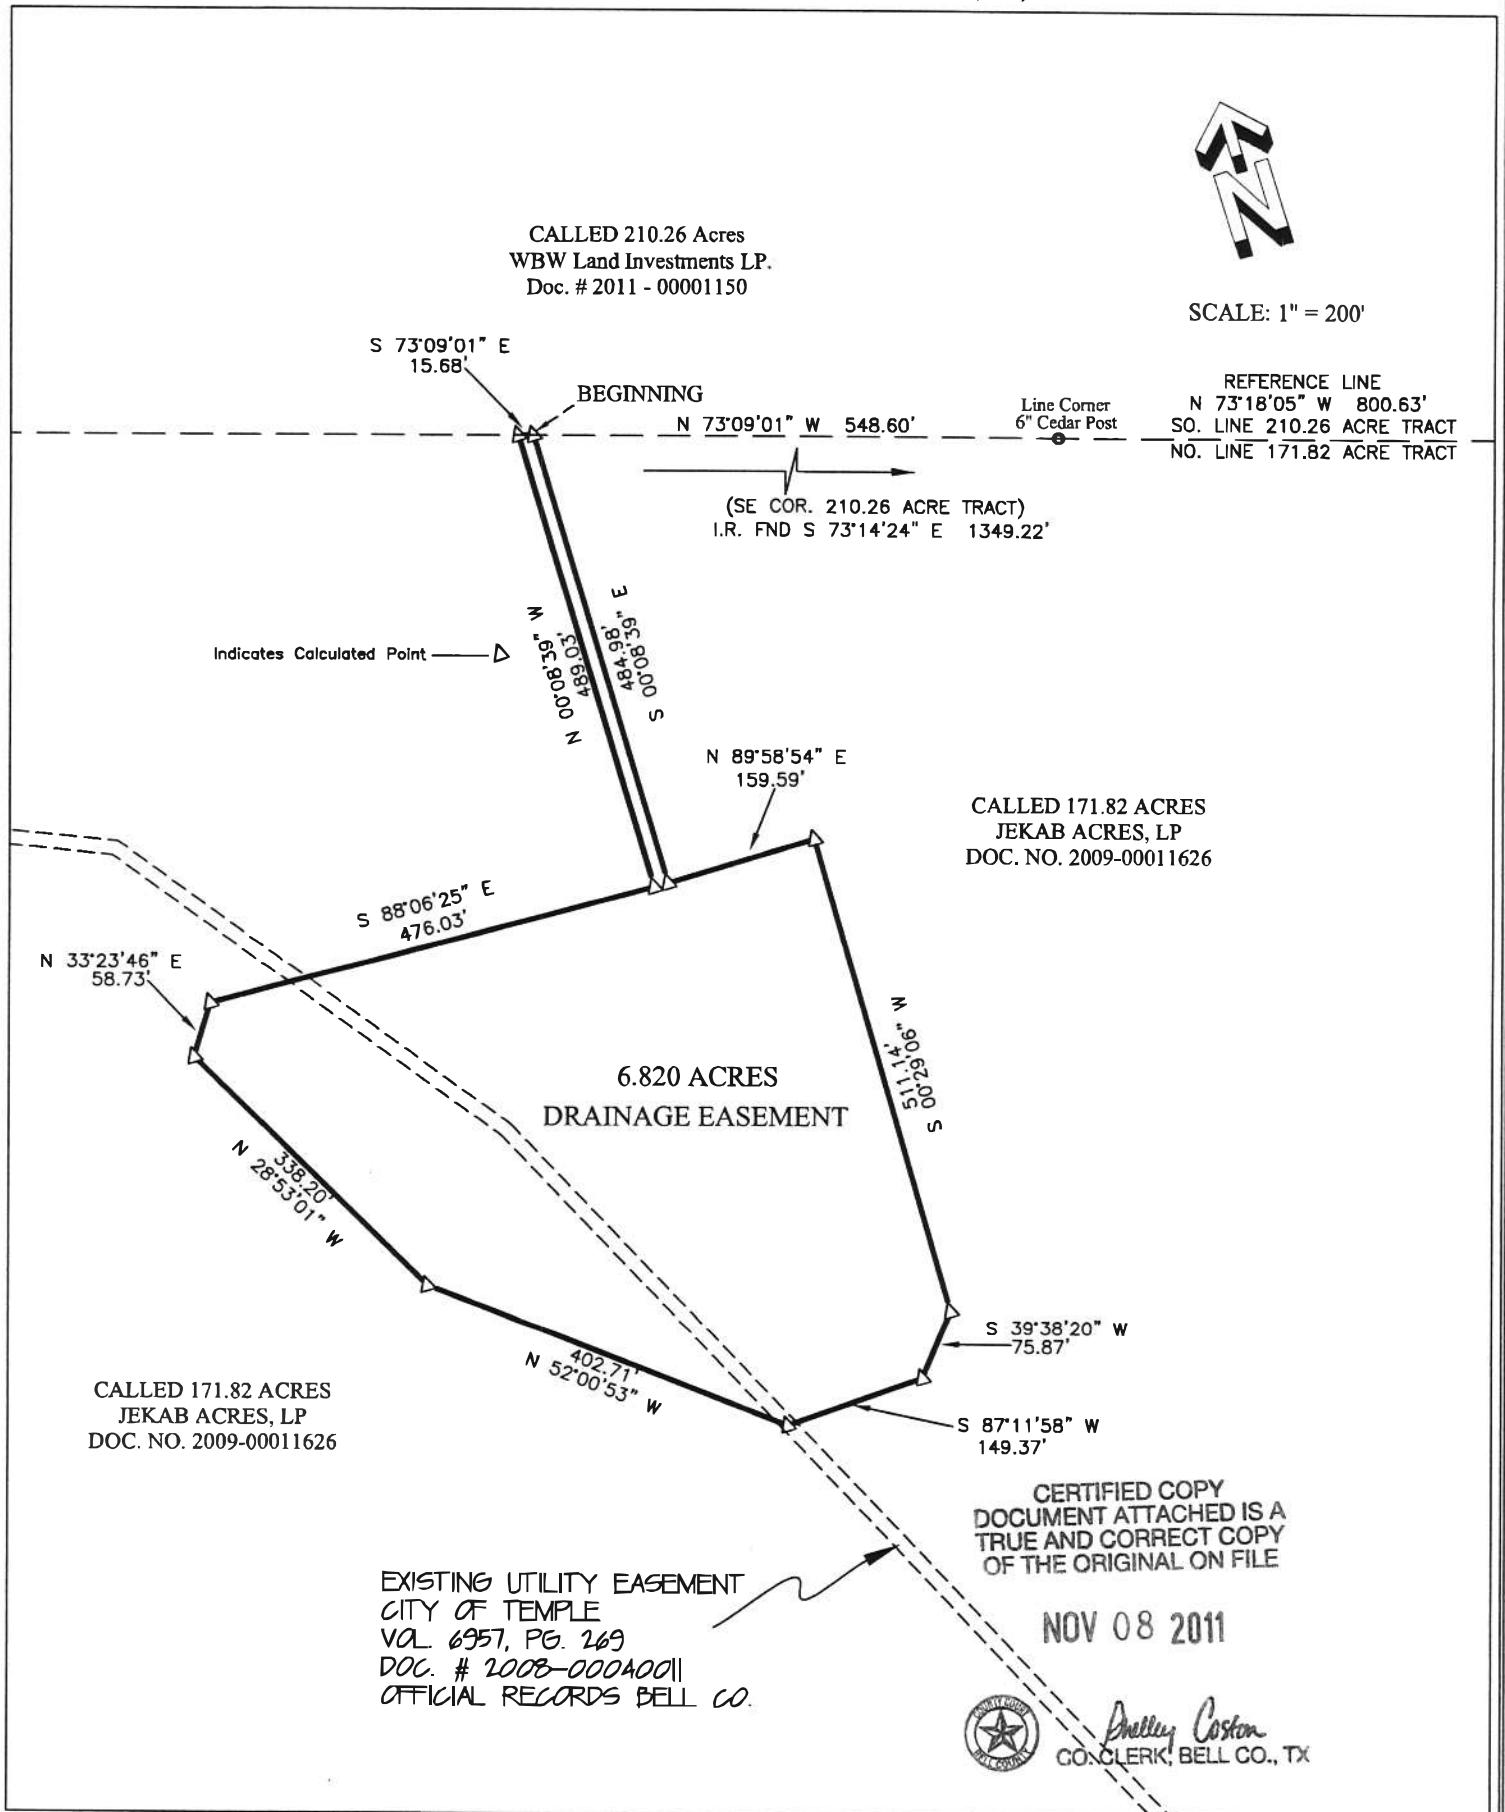 N
SCALE: 1" = 200'
CALLED 210.26 Acres
WBW Land Investments LP.
Doc. # 2011 - 00001150
S 73°09'01" E
15.68'
BEGINNING
N 73°09'01" W 548.60'
Line Corner
6" Cedar Post
REFERENCE LINE
N 73°18'05" W 800.63'
SO. LINE 210.26 ACRE TRACT
NO. LINE 171.82 ACRE TRACT
(SE COR. 210.26 ACRE TRACT)
I.R. FND S 73°14'24" E 1349.22'
Indicates Calculated Point
N 00°08'39" W
489.03'
484.98'
S 00°08'39" E
N 89°58'54" E
159.59'
CALLED 171.82 ACRES
JEKAB ACRES, LP
DOC. NO. 2009-00011626
S 88°06'25" E
476.03'
N 33°23'46" E
58.73'
6.820 ACRES
DRAINAGE EASEMENT
511.14'
S 00°29'06" W
338.20'
N 28°53'01" W
S 39°38'20" W
75.87'
402.71'
N 52°00'53" W
S 87°11'58" W
149.37'
CALLED 171.82 ACRES
JEKAB ACRES, LP
DOC. NO. 2009-00011626
CERTIFIED COPY
DOCUMENT ATTACHED IS A
TRUE AND CORRECT COPY
OF THE ORIGINAL ON FILE
NOV 08 2011
EXISTING UTILITY EASEMENT
CITY OF TEMPLE
VOL. 6957, PG. 269
DOC. # 2008-00040011
OFFICIAL RECORDS BELL CO.
COUNTY COURT
BELL COUNTY
Shelley Coston
CO. CLERK, BELL CO., TX